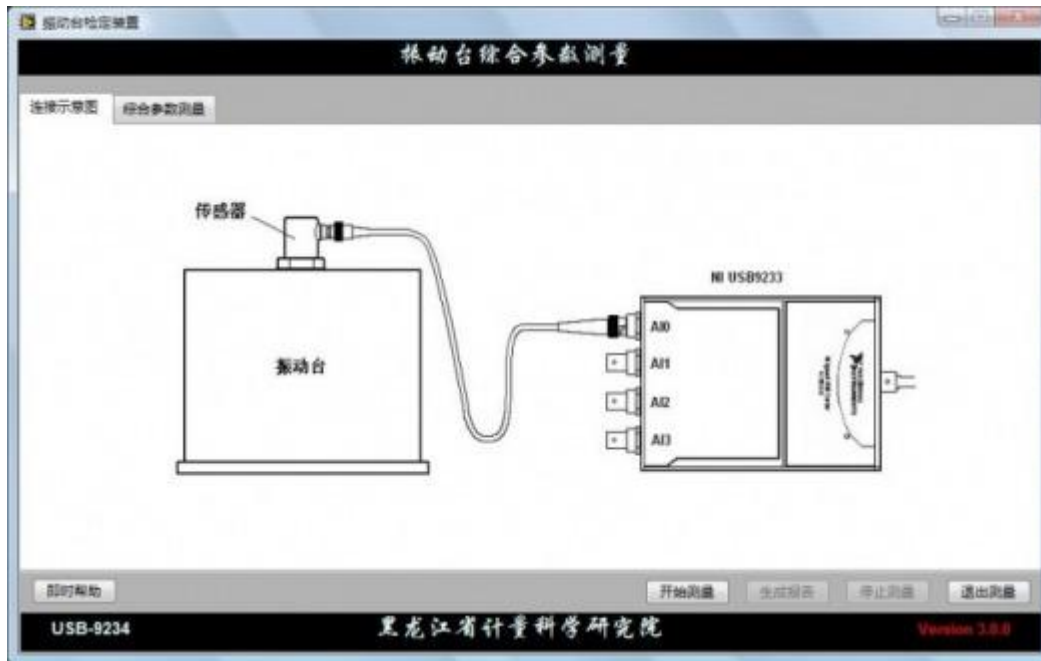 振动台检定装置
振动台综合参数测量
连接示意图
综合参数测量
传感器
振动台
NI USB9233
AI0
AI1
AI2
AI3
即时帮助
开始测量
生成报表
停止测量
退出测量
USB-9234
黑龙江省计量科学研究院
Version 3.0.0